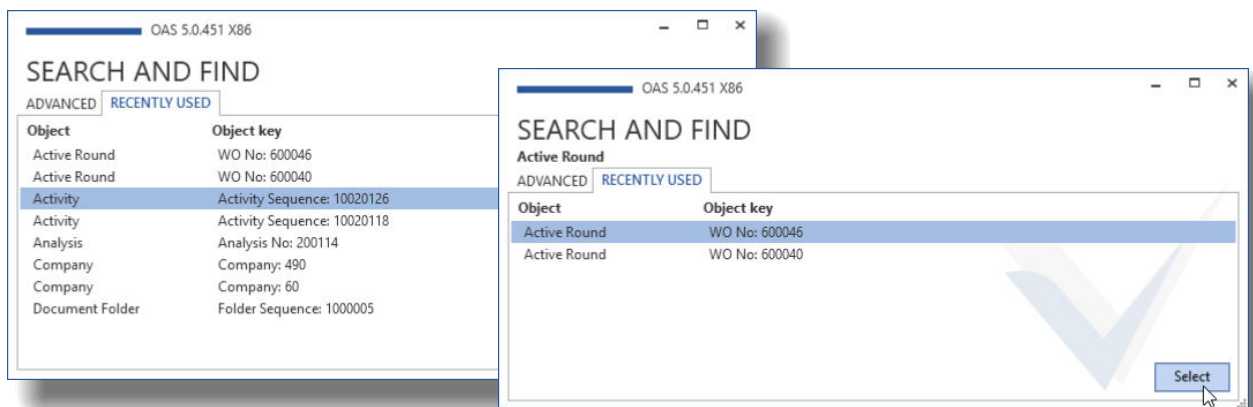 OAS 5.0.451 X86
SEARCH AND FIND
ADVANCED RECENTLY USED
Object Object key
Active Round WO No: 600046
Active Round WO No: 600040
Activity Activity Sequence: 10020126
Activity Activity Sequence: 10020118
Analysis Analysis No: 200114
Company Company: 490
Company Company: 60
Document Folder Folder Sequence: 1000005
OAS 5.0.451 X86
SEARCH AND FIND
Active Round
ADVANCED RECENTLY USED
Object Object key
Active Round WO No: 600046
Active Round WO No: 600040
Select